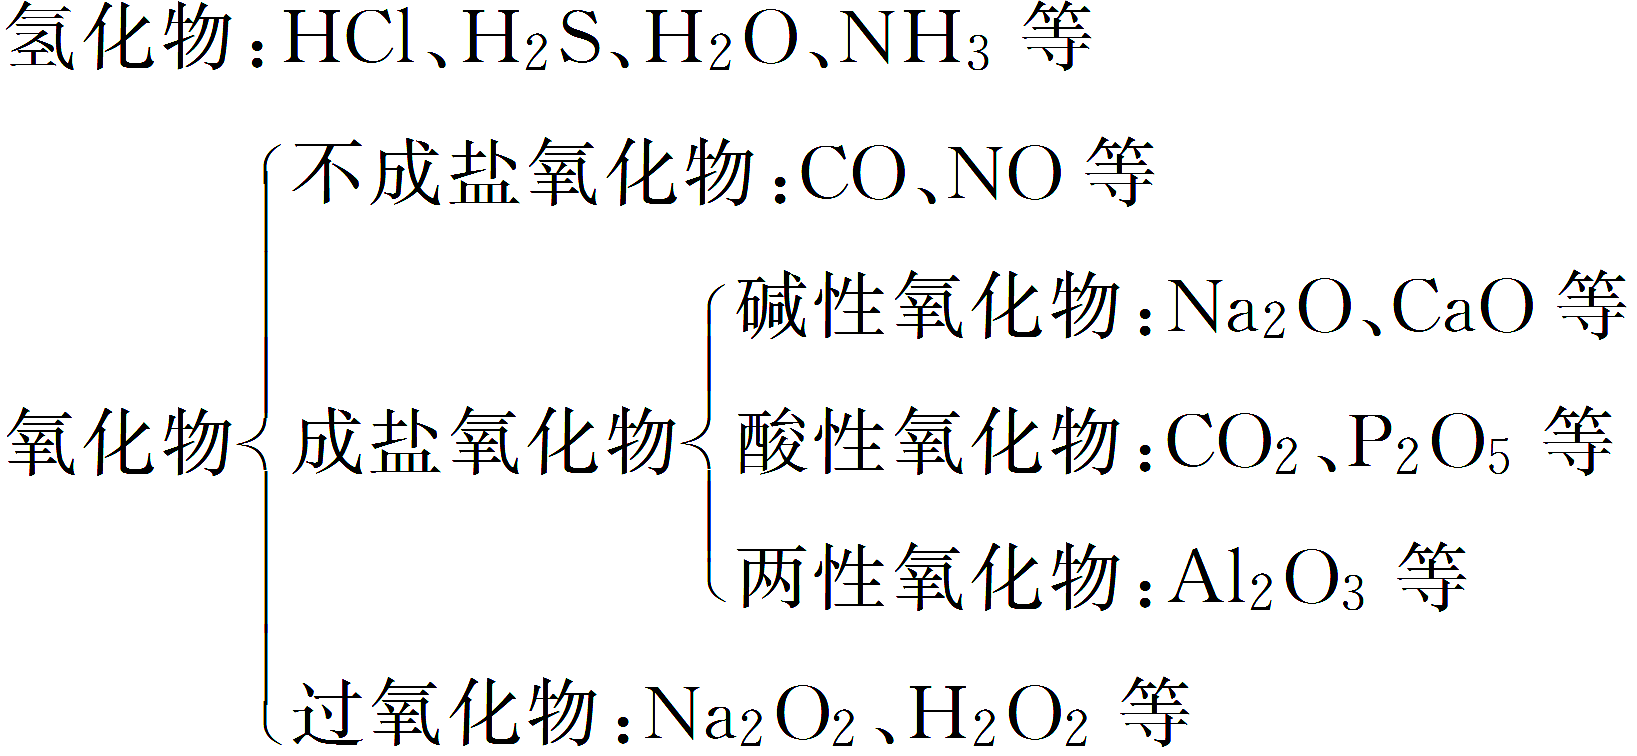 氢化物:HCl、H₂S、H₂O、NH₃ 等
不成盐氧化物:CO、NO 等
碱性氧化物:Na₂O、CaO 等
氧化物 成盐氧化物 酸性氧化物:CO₂、P₂O₅ 等
两性氧化物:Al₂O₃ 等
过氧化物:Na₂O₂、H₂O₂ 等